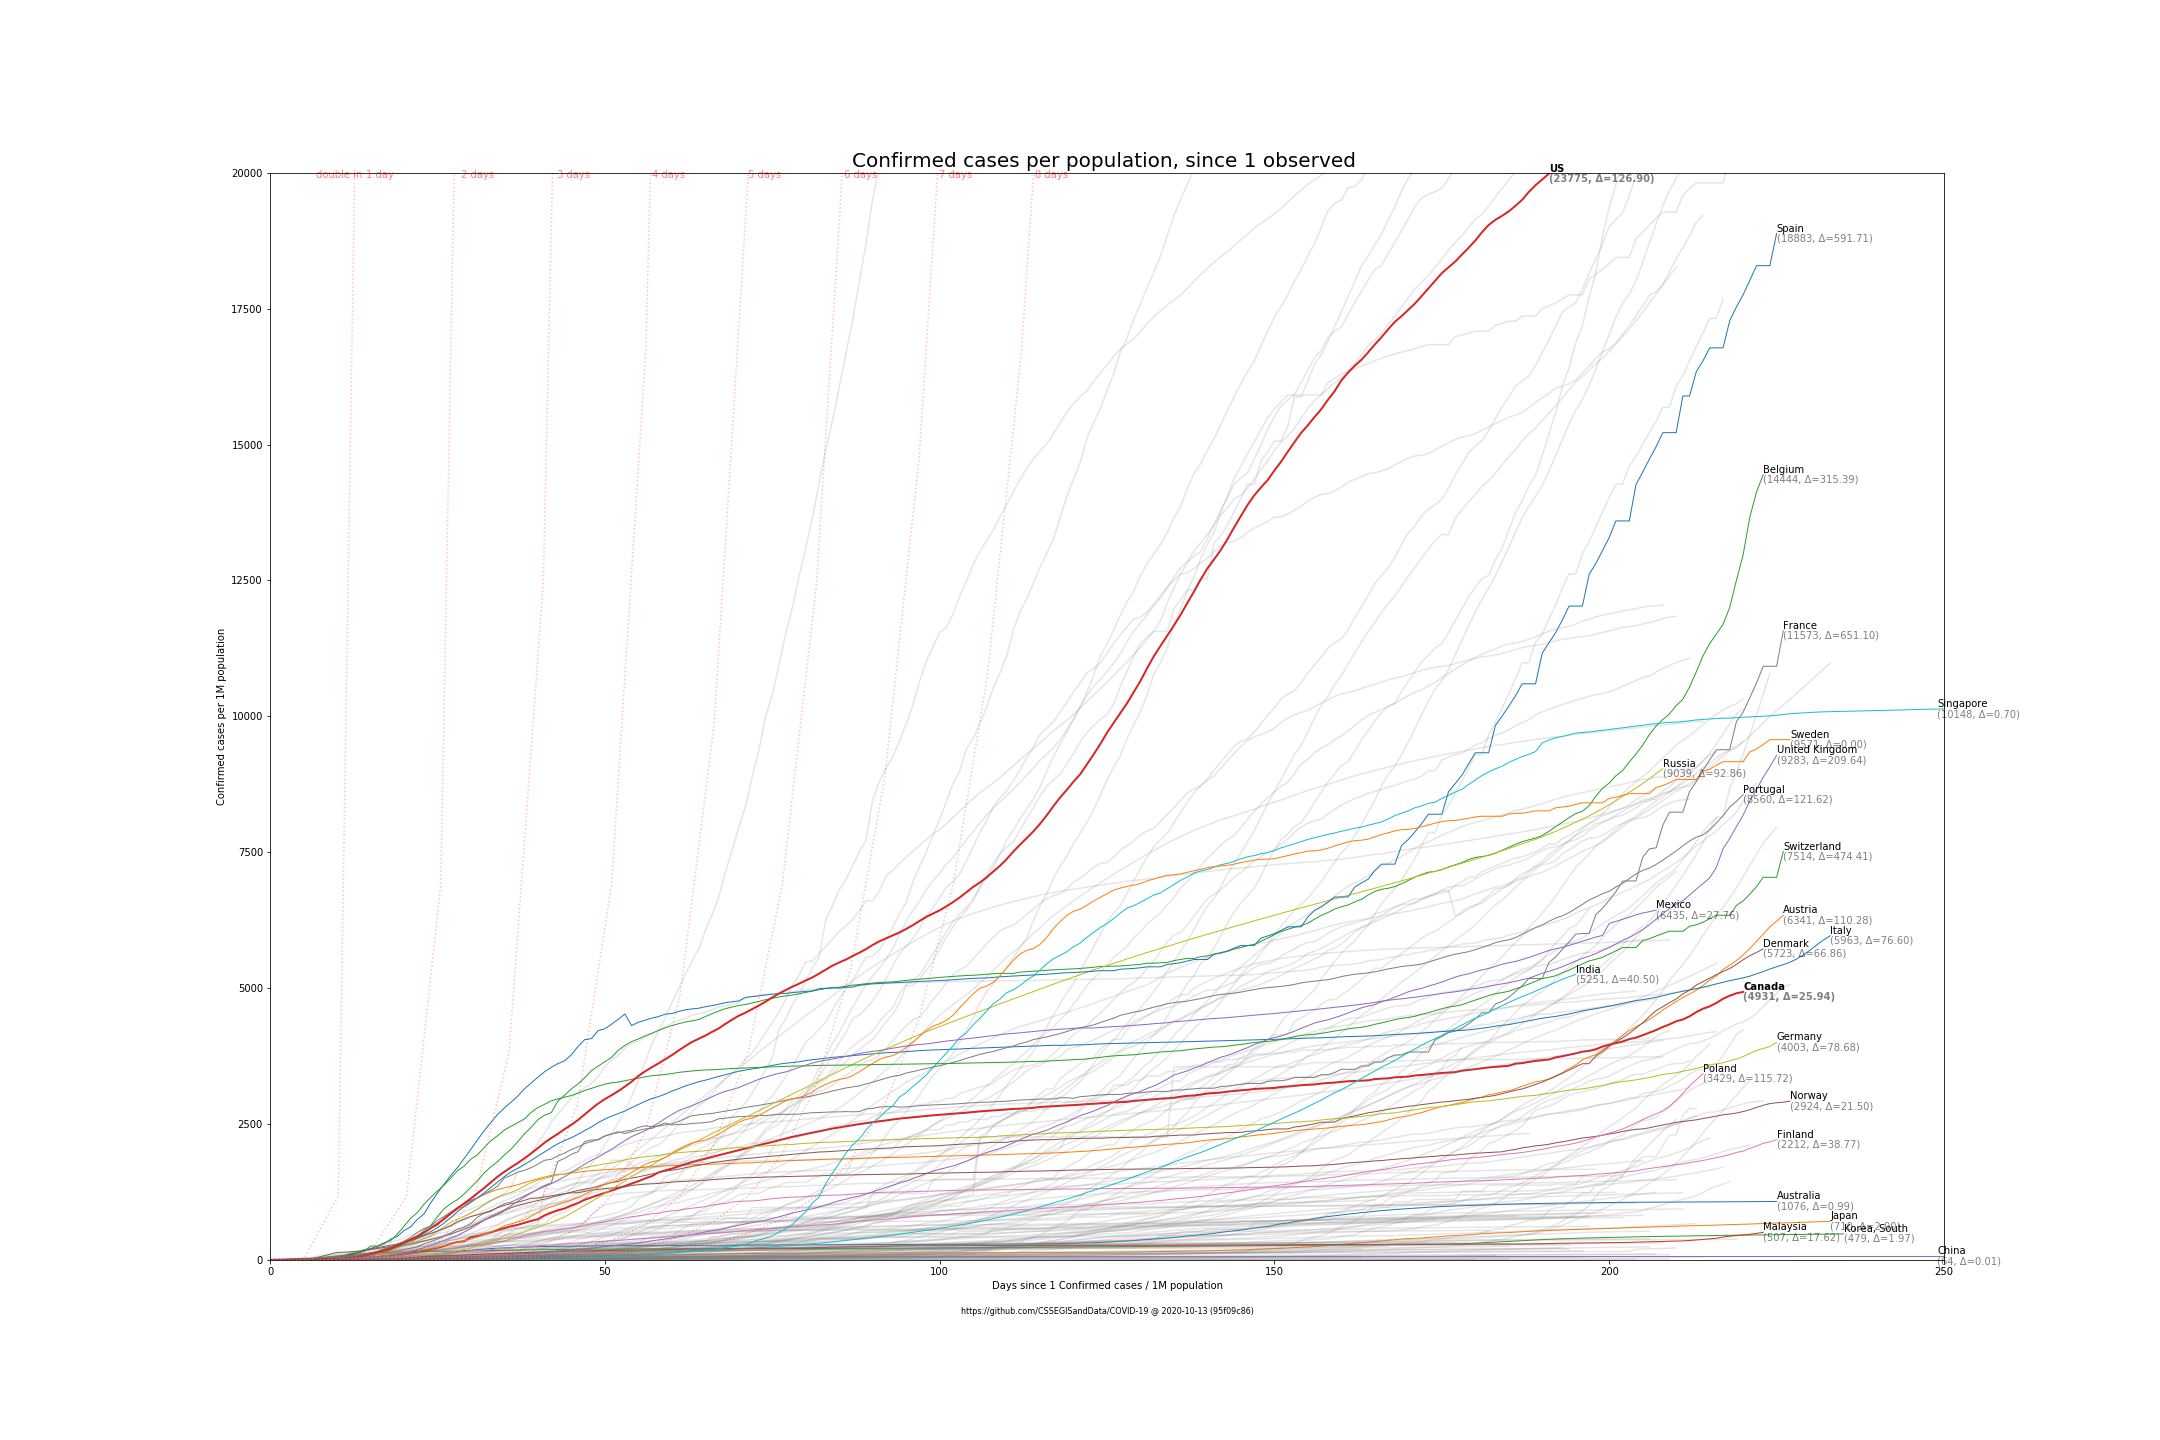 Confirmed cases per population, since 1 observed
double in 1 day
2 days
3 days
4 days
5 days
6 days
7 days
8 days
US
(23775, Δ=126.90)
Spain
(18883, Δ=591.71)
Belgium
(14444, Δ=315.39)
France
(11573, Δ=651.10)
Singapore
(10148, Δ=0.70)
Sweden
(9571, Δ=0.00)
United Kingdom
(9283, Δ=209.64)
Russia
(9039, Δ=92.86)
Portugal
(8560, Δ=121.62)
Switzerland
(7514, Δ=474.41)
Mexico
(6435, Δ=27.76)
Austria
(6341, Δ=110.28)
Italy
(5963, Δ=76.60)
Denmark
(5723, Δ=66.86)
India
(5251, Δ=40.50)
Canada
(4931, Δ=25.94)
Germany
(4003, Δ=78.68)
Poland
(3429, Δ=115.72)
Norway
(2924, Δ=21.50)
Finland
(2212, Δ=38.77)
Australia
(1076, Δ=0.99)
Japan
Malaysia
(507, Δ=17.62)
Korea, South
(479, Δ=1.97)
China
(64, Δ=0.01)
20000
17500
15000
12500
10000
7500
5000
2500
0
Confirmed cases per 1M population
0
50
100
150
200
250
Days since 1 Confirmed cases / 1M population
https://github.com/CSSEGISandData/COVID-19 @ 2020-10-13 (95f09c86)